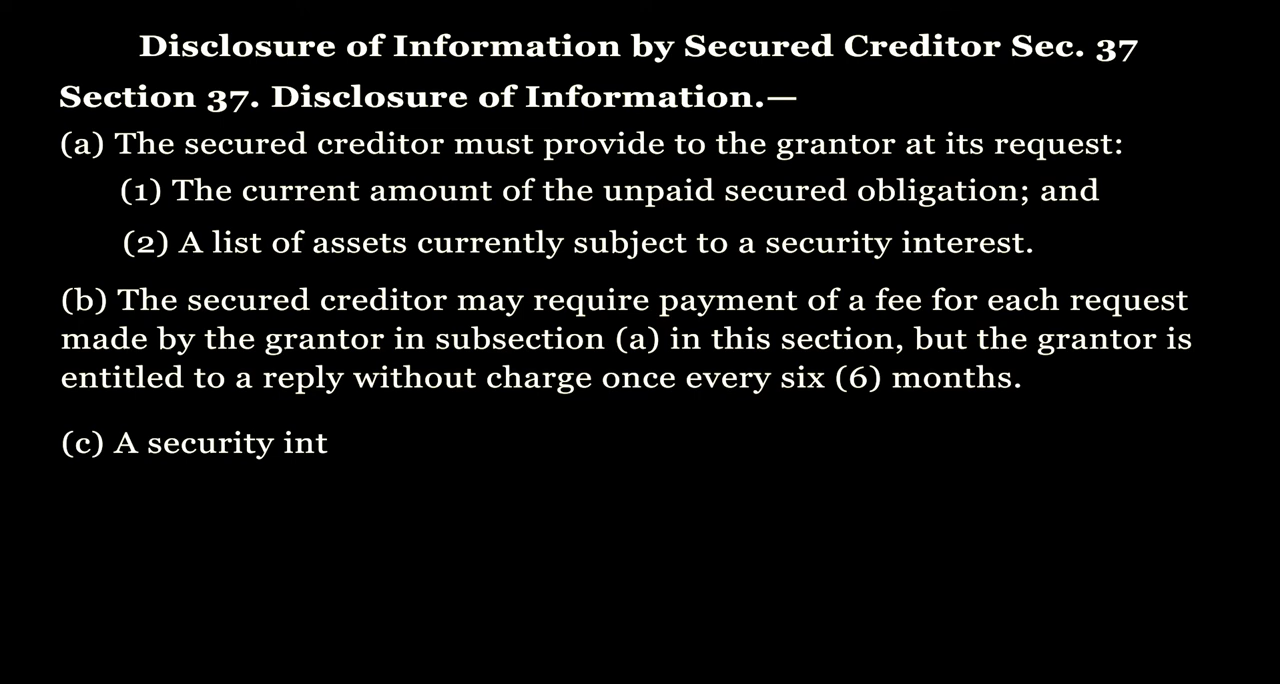 Disclosure of Information by Secured Creditor Sec. 37
Section 37. Disclosure of Information.—
(a) The secured creditor must provide to the grantor at its request:
(1) The current amount of the unpaid secured obligation; and
(2) A list of assets currently subject to a security interest.
(b) The secured creditor may require payment of a fee for each request
made by the grantor in subsection (a) in this section, but the grantor is
entitled to a reply without charge once every six (6) months.
(c) A security int